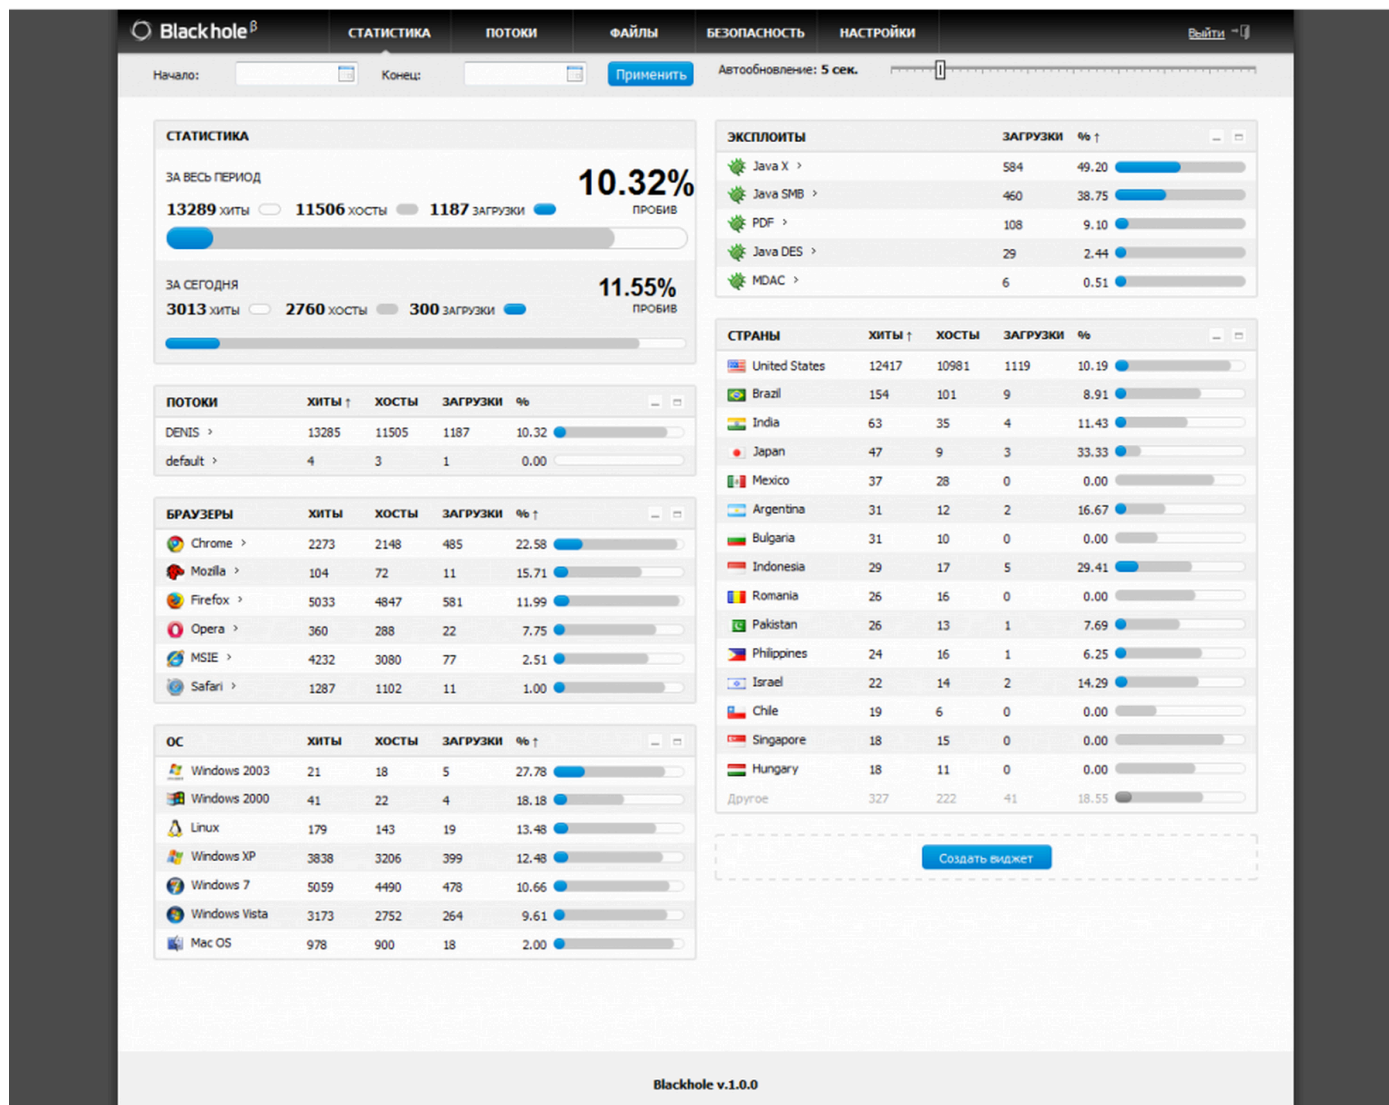 Blackhole β СТАТИСТИКА ПОТОКИ ФАЙЛЫ БЕЗОПАСНОСТЬ НАСТРОЙКИ Выйти
Начало: Конец: Применить Автообновление: 5 сек.
СТАТИСТИКА
ЗА ВЕСЬ ПЕРИОД
10.32%
13289 ХИТЫ 11506 ХОСТЫ 1187 ЗАГРУЗКИ ПРОБИВ
ЗА СЕГОДНЯ
11.55%
3013 ХИТЫ 2760 ХОСТЫ 300 ЗАГРУЗКИ ПРОБИВ
ПОТОКИ ХИТЫ ↑ ХОСТЫ ЗАГРУЗКИ %
DENIS > 13285 11505 1187 10.32
default > 4 3 1 0.00
БРАУЗЕРЫ ХИТЫ ХОСТЫ ЗАГРУЗКИ % ↑
Chrome > 2273 2148 485 22.58
Mozilla > 104 72 11 15.71
Firefox > 5033 4847 581 11.99
Opera > 360 288 22 7.75
MSIE > 4232 3080 77 2.51
Safari > 1287 1102 11 1.00
ОС ХИТЫ ХОСТЫ ЗАГРУЗКИ % ↑
Windows 2003 21 18 5 27.78
Windows 2000 41 22 4 18.18
Linux 179 143 19 13.48
Windows XP 3838 3206 399 12.48
Windows 7 5059 4490 478 10.66
Windows Vista 3173 2752 264 9.61
Mac OS 978 900 18 2.00
ЭКСПЛОИТЫ ЗАГРУЗКИ % ↑
Java X > 584 49.20
Java SMB > 460 38.75
PDF > 108 9.10
Java DES > 29 2.44
MDAC > 6 0.51
СТРАНЫ ХИТЫ ↑ ХОСТЫ ЗАГРУЗКИ %
United States 12417 10981 1119 10.19
Brazil 154 101 9 8.91
India 63 35 4 11.43
Japan 47 9 3 33.33
Mexico 37 28 0 0.00
Argentina 31 12 2 16.67
Bulgaria 31 10 0 0.00
Indonesia 29 17 5 29.41
Romania 26 16 0 0.00
Pakistan 26 13 1 7.69
Philippines 24 16 1 6.25
Israel 22 14 2 14.29
Chile 19 6 0 0.00
Singapore 18 15 0 0.00
Hungary 18 11 0 0.00
Другое 327 222 41 18.55
Создать виджет
Blackhole v.1.0.0